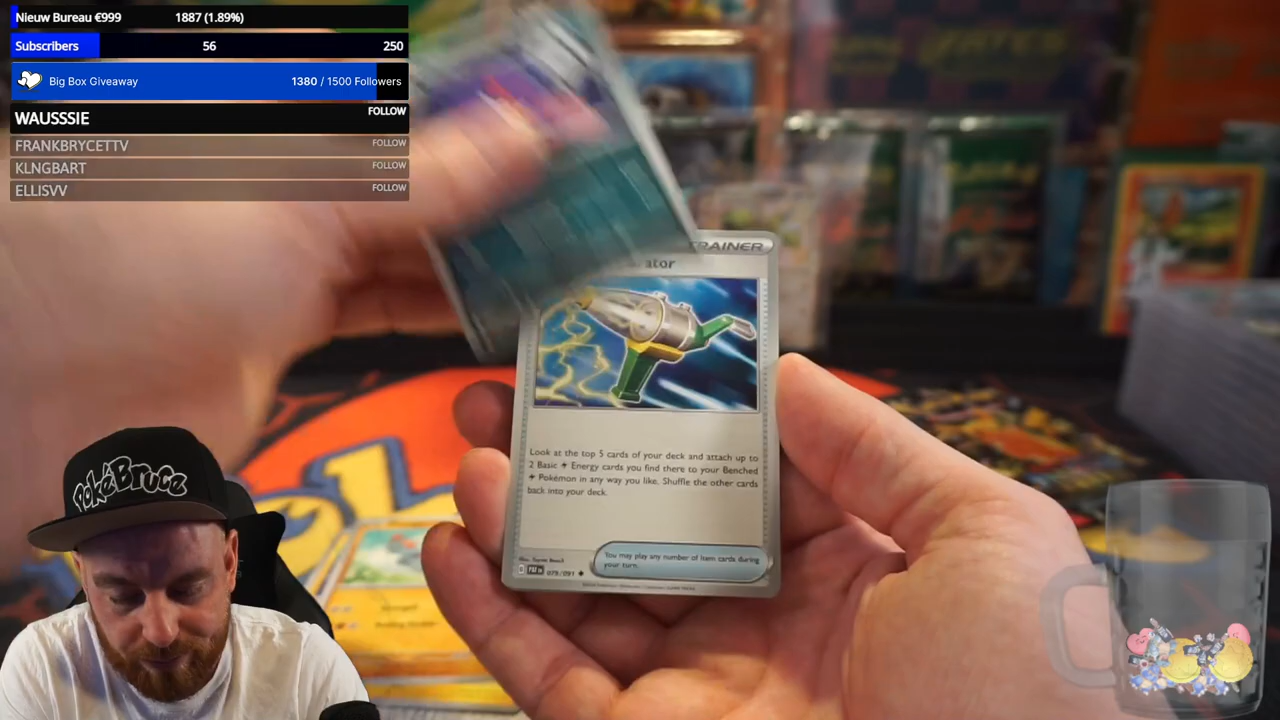 Nieuw Bureau €999 1887 (1.89%)
Subscribers 56 250
Big Box Giveaway 1380 / 1500 Followers
WAUSSSIE FOLLOW
FRANKBRYCETTV FOLLOW
KLNGBART FOLLOW
ELLISVV FOLLOW
TRAINER
rator
Look at the top 5 cards of your deck and attach up to
2 Basic Energy cards you find there to your Benched
Pokémon in any way you like. Shuffle the other cards
back into your deck.
You may play any number of Item cards during
your turn.
079/091
PokéBruce